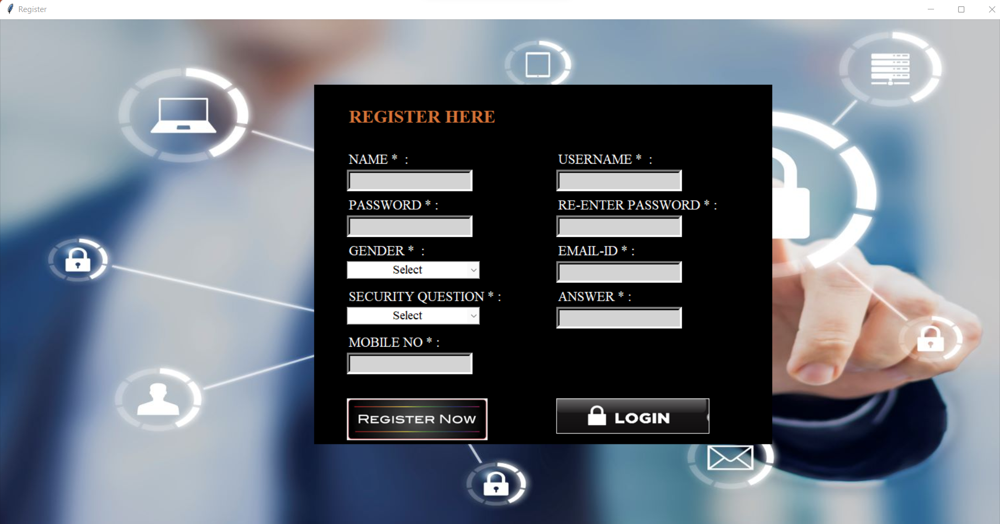 Register
REGISTER HERE
NAME *  :
USERNAME *  :
PASSWORD * :
RE-ENTER PASSWORD * :
GENDER *  :
EMAIL-ID * :
Select
SECURITY QUESTION * :
ANSWER * :
Select
MOBILE NO * :
REGISTER NOW
LOGIN